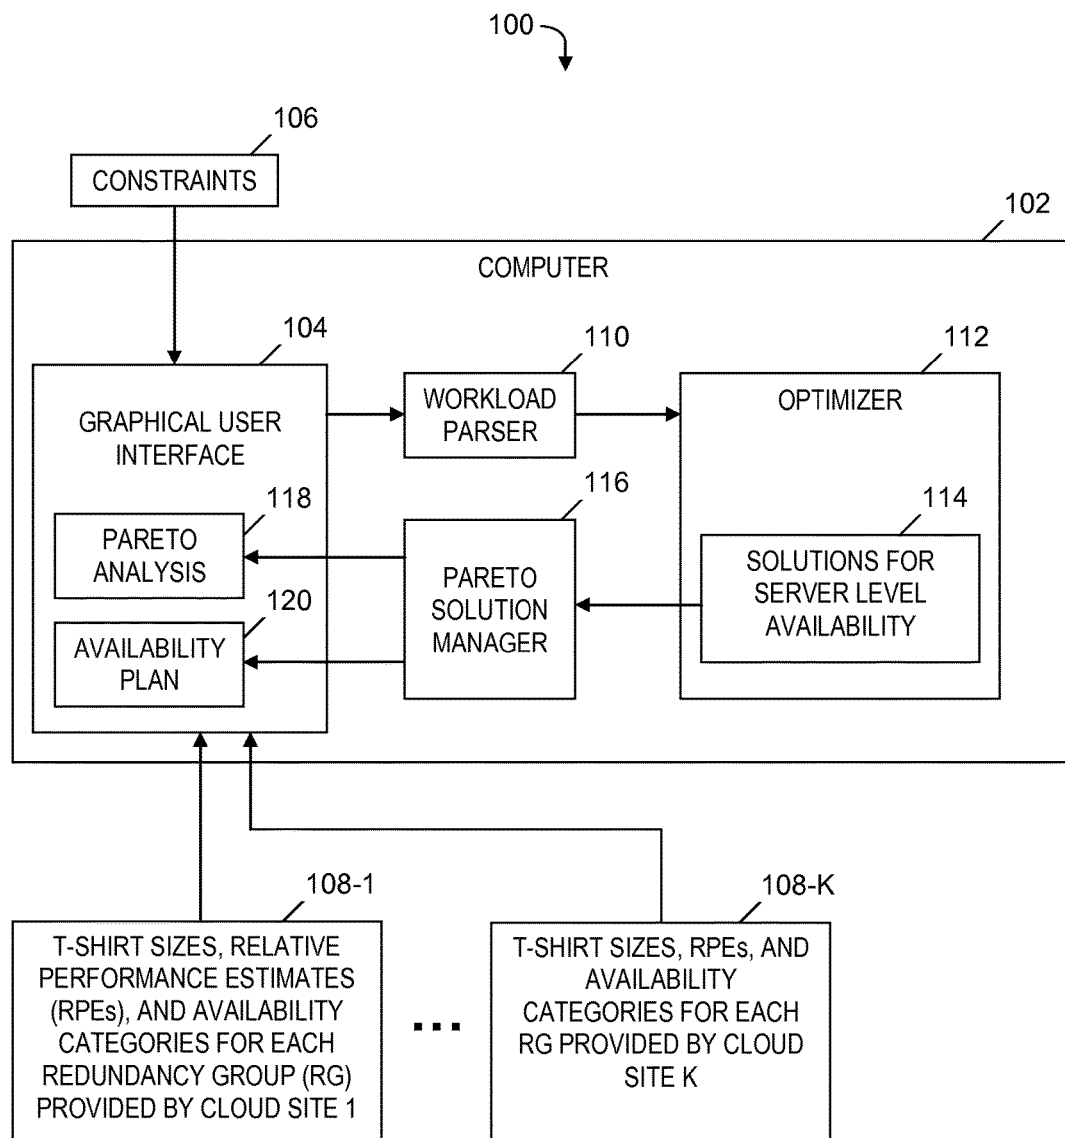 100
106
CONSTRAINTS
102
COMPUTER
104
GRAPHICAL USER
INTERFACE
110
WORKLOAD
PARSER
112
OPTIMIZER
118
PARETO
ANALYSIS
116
PARETO
SOLUTION
MANAGER
114
SOLUTIONS FOR
SERVER LEVEL
AVAILABILITY
120
AVAILABILITY
PLAN
108-1
T-SHIRT SIZES, RELATIVE
PERFORMANCE ESTIMATES
(RPEs), AND AVAILABILITY
CATEGORIES FOR EACH
REDUNDANCY GROUP (RG)
PROVIDED BY CLOUD SITE 1
...
108-K
T-SHIRT SIZES, RPEs, AND
AVAILABILITY
CATEGORIES FOR EACH
RG PROVIDED BY CLOUD
SITE K